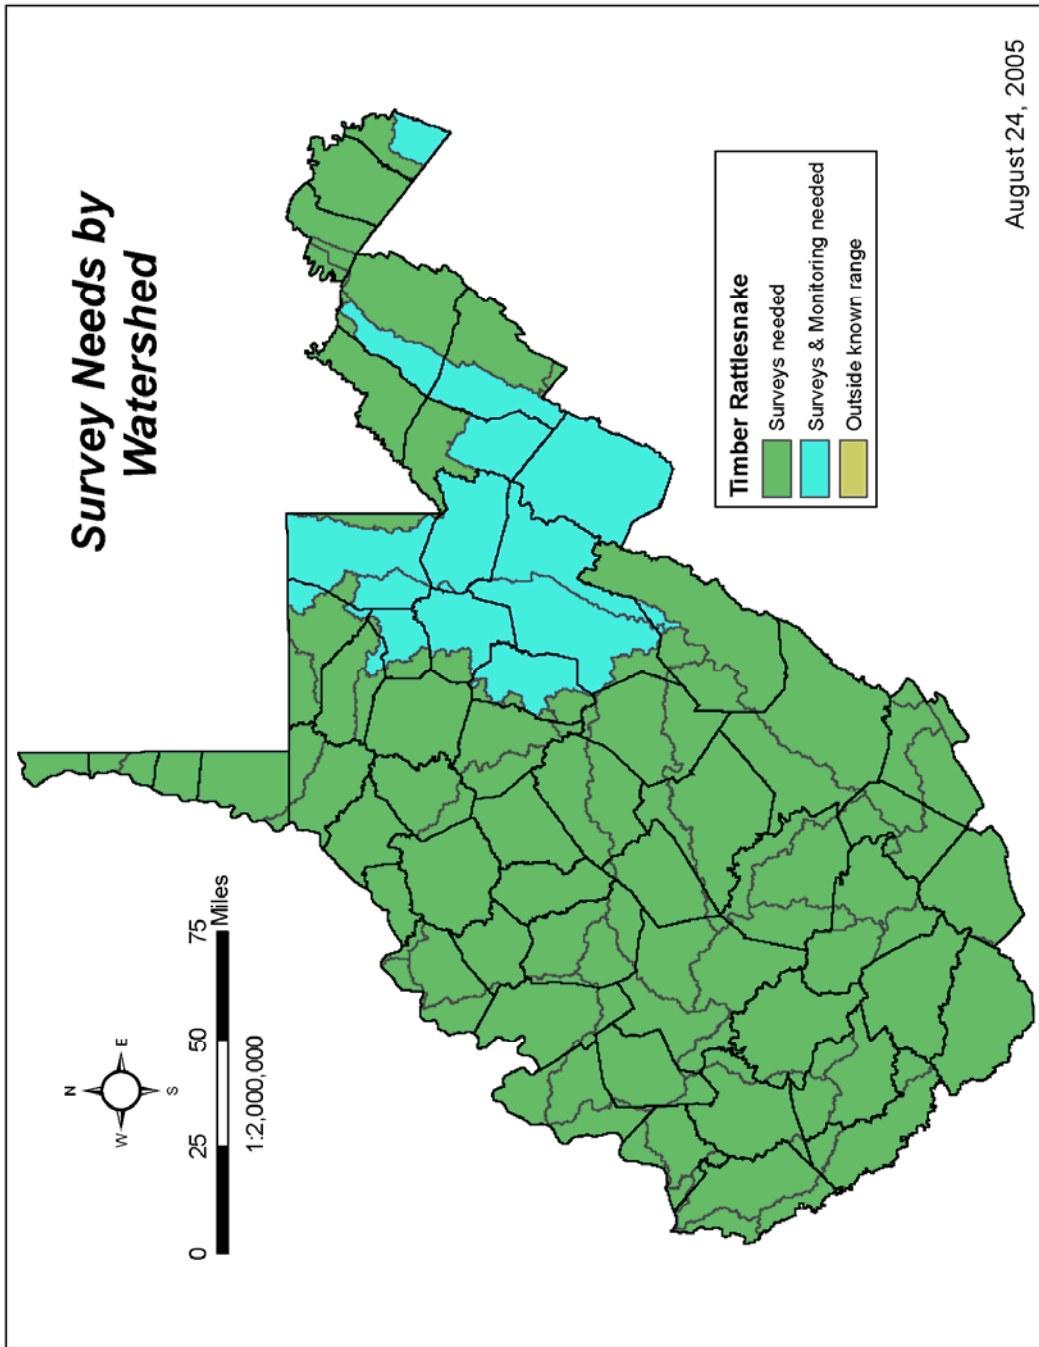 Survey Needs by
Watershed
N
W E
S
0 25 50 75
Miles
1:2,000,000
Timber Rattlesnake
Surveys needed
Surveys & Monitoring needed
Outside known range
August 24, 2005